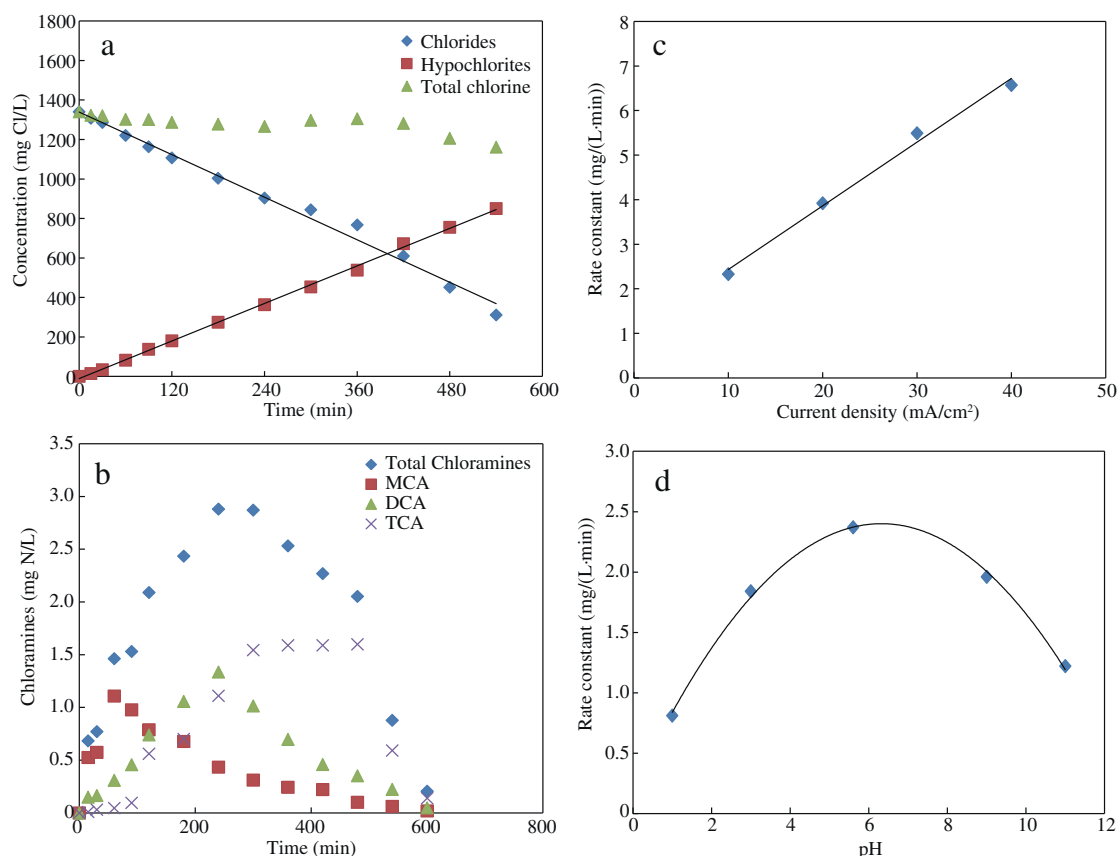 a
1800
1600
1400
1200
1000
800
600
400
200
0
Concentration (mg Cl/L)
Chlorides
Hypochlorites
Total chlorine
0 120 240 360 480 600
Time (min)
c
8
7
6
5
4
3
2
1
0
Rate constant (mg/(L·min))
0 10 20 30 40 50
Current density (mA/cm²)
b
3.5
3.0
2.5
2.0
1.5
1.0
0.5
0
Chloramines (mg N/L)
Total Chloramines
MCA
DCA
TCA
0 200 400 600 800
Time (min)
d
3.0
2.5
2.0
1.5
1.0
0.5
0
Rate constant (mg/(L·min))
0 2 4 6 8 10 12
pH